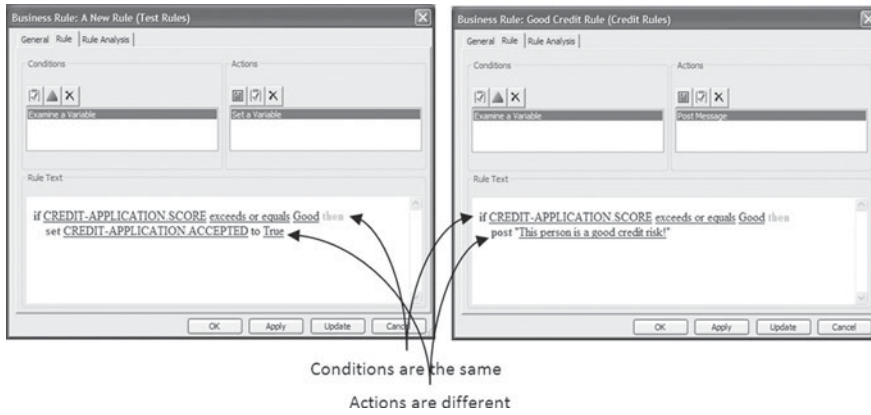 Business Rule: A New Rule (Test Rules)
General Rule Rule Analysis
Conditions
Actions
Examine a Variable
Set a Variable
Rule Text
if CREDIT-APPLICATION.SCORE exceeds or equals Good then
set CREDIT-APPLICATION.ACCEPTED to True
OK Apply Update Cancel
Business Rule: Good Credit Rule (Credit Rules)
General Rule Rule Analysis
Conditions
Actions
Examine a Variable
Post Message
Rule Text
if CREDIT-APPLICATION.SCORE exceeds or equals Good then
post "This person is a good credit risk!"
OK Apply Update Cancel
Conditions are the same
Actions are different